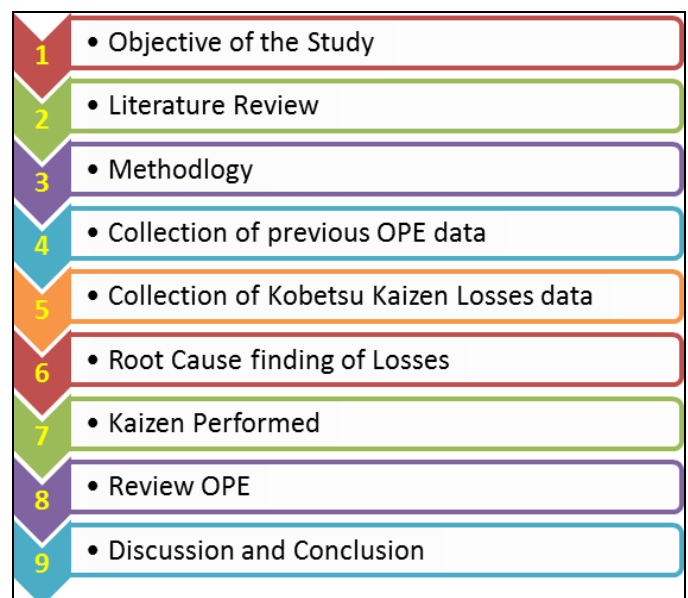 1 • Objective of the Study
2 • Literature Review
3 • Methodlogy
4 • Collection of previous OPE data
5 • Collection of Kobetsu Kaizen Losses data
6 • Root Cause finding of Losses
7 • Kaizen Performed
8 • Review OPE
9 • Discussion and Conclusion